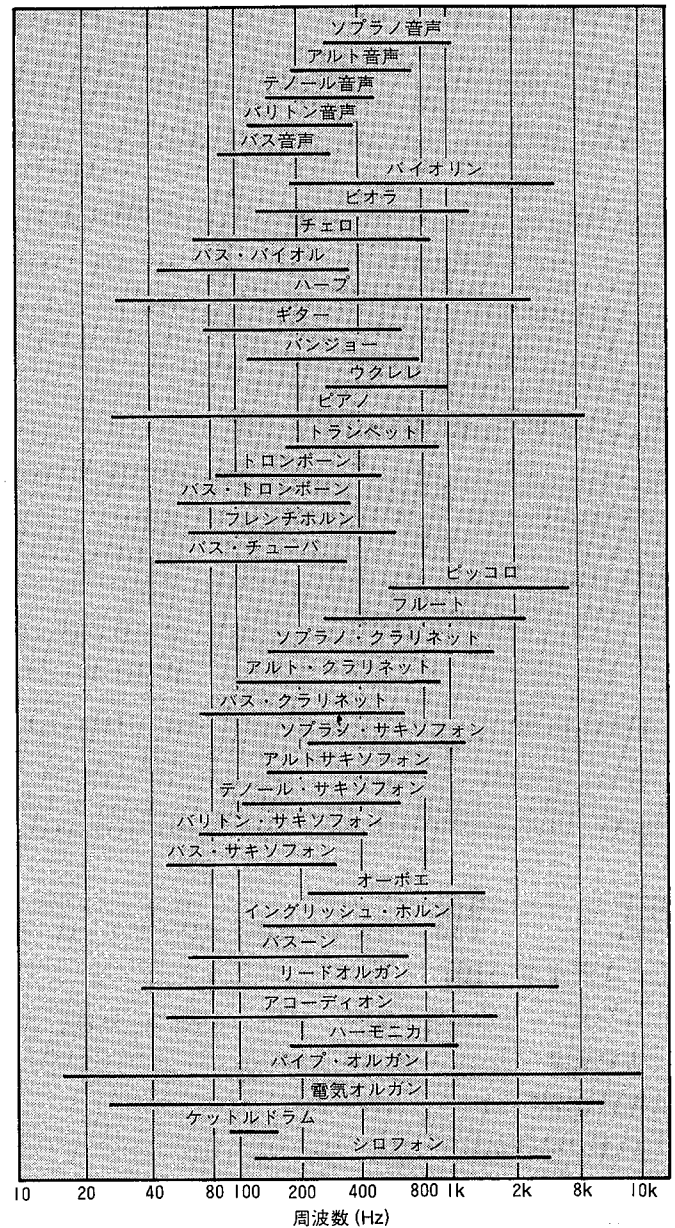 ソプラノ音声
アルト音声
テノール音声
バリトン音声
バス音声
バイオリン
ビオラ
チェロ
バス・バイオル
ハープ
ギター
バンジョー
ウクレレ
ピアノ
トランペット
トロンボーン
バス・トロンボーン
フレンチホルン
バス・チューバ
ピッコロ
フルート
ソプラノ・クラリネット
アルト・クラリネット
バス・クラリネット
ソプラノ・サキソフォン
アルトサキソフォン
テノール・サキソフォン
バリトン・サキソフォン
バス・サキソフォン
オーボエ
イングリッシュ・ホルン
バスーン
リードオルガン
アコーディオン
ハーモニカ
パイプ・オルガン
電気オルガン
ケットルドラム
シロフォン
10 20 40 80 100 200 400 800 1k 2k 8k 10k
周波数 (Hz)